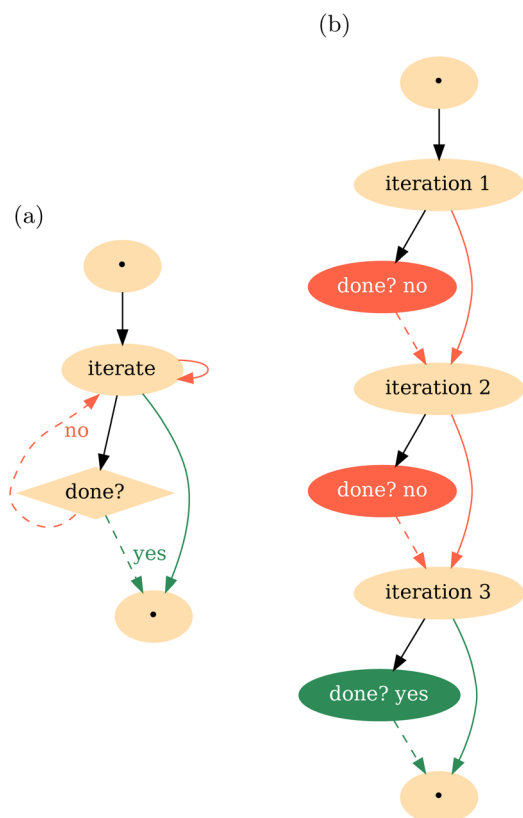 (a)
•
iterate
no
done?
yes
•
(b)
•
iteration 1
done? no
iteration 2
done? no
iteration 3
done? yes
•